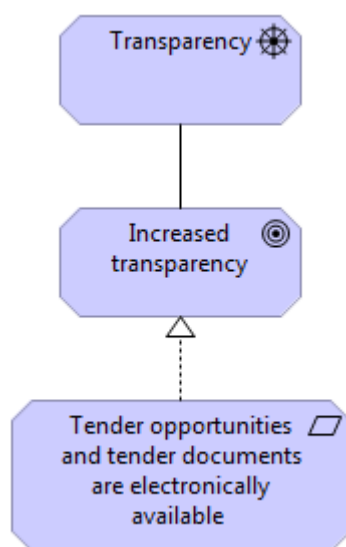 Transparency
Increased
transparency
Tender opportunities
and tender documents
are electronically
available